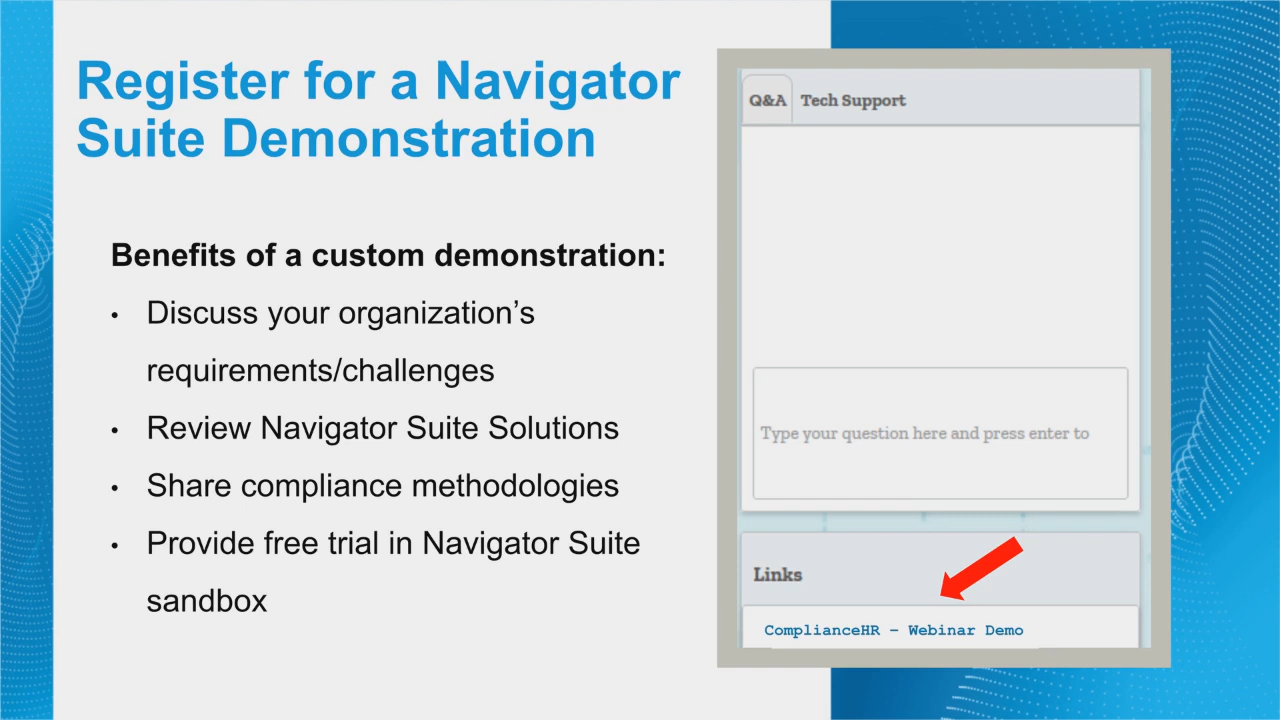 Register for a Navigator
Suite Demonstration
Benefits of a custom demonstration:
• Discuss your organization’s
requirements/challenges
• Review Navigator Suite Solutions
• Share compliance methodologies
• Provide free trial in Navigator Suite
sandbox
Q&A Tech Support
Type your question here and press enter to
Links
ComplianceHR – Webinar Demo